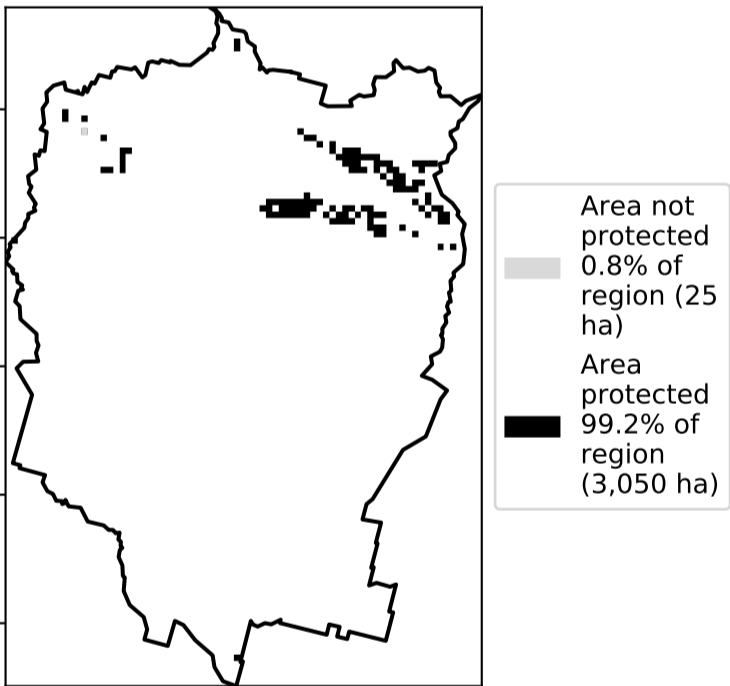 Area not
protected
0.8% of
region (25
ha)
Area
protected
99.2% of
region
(3,050 ha)